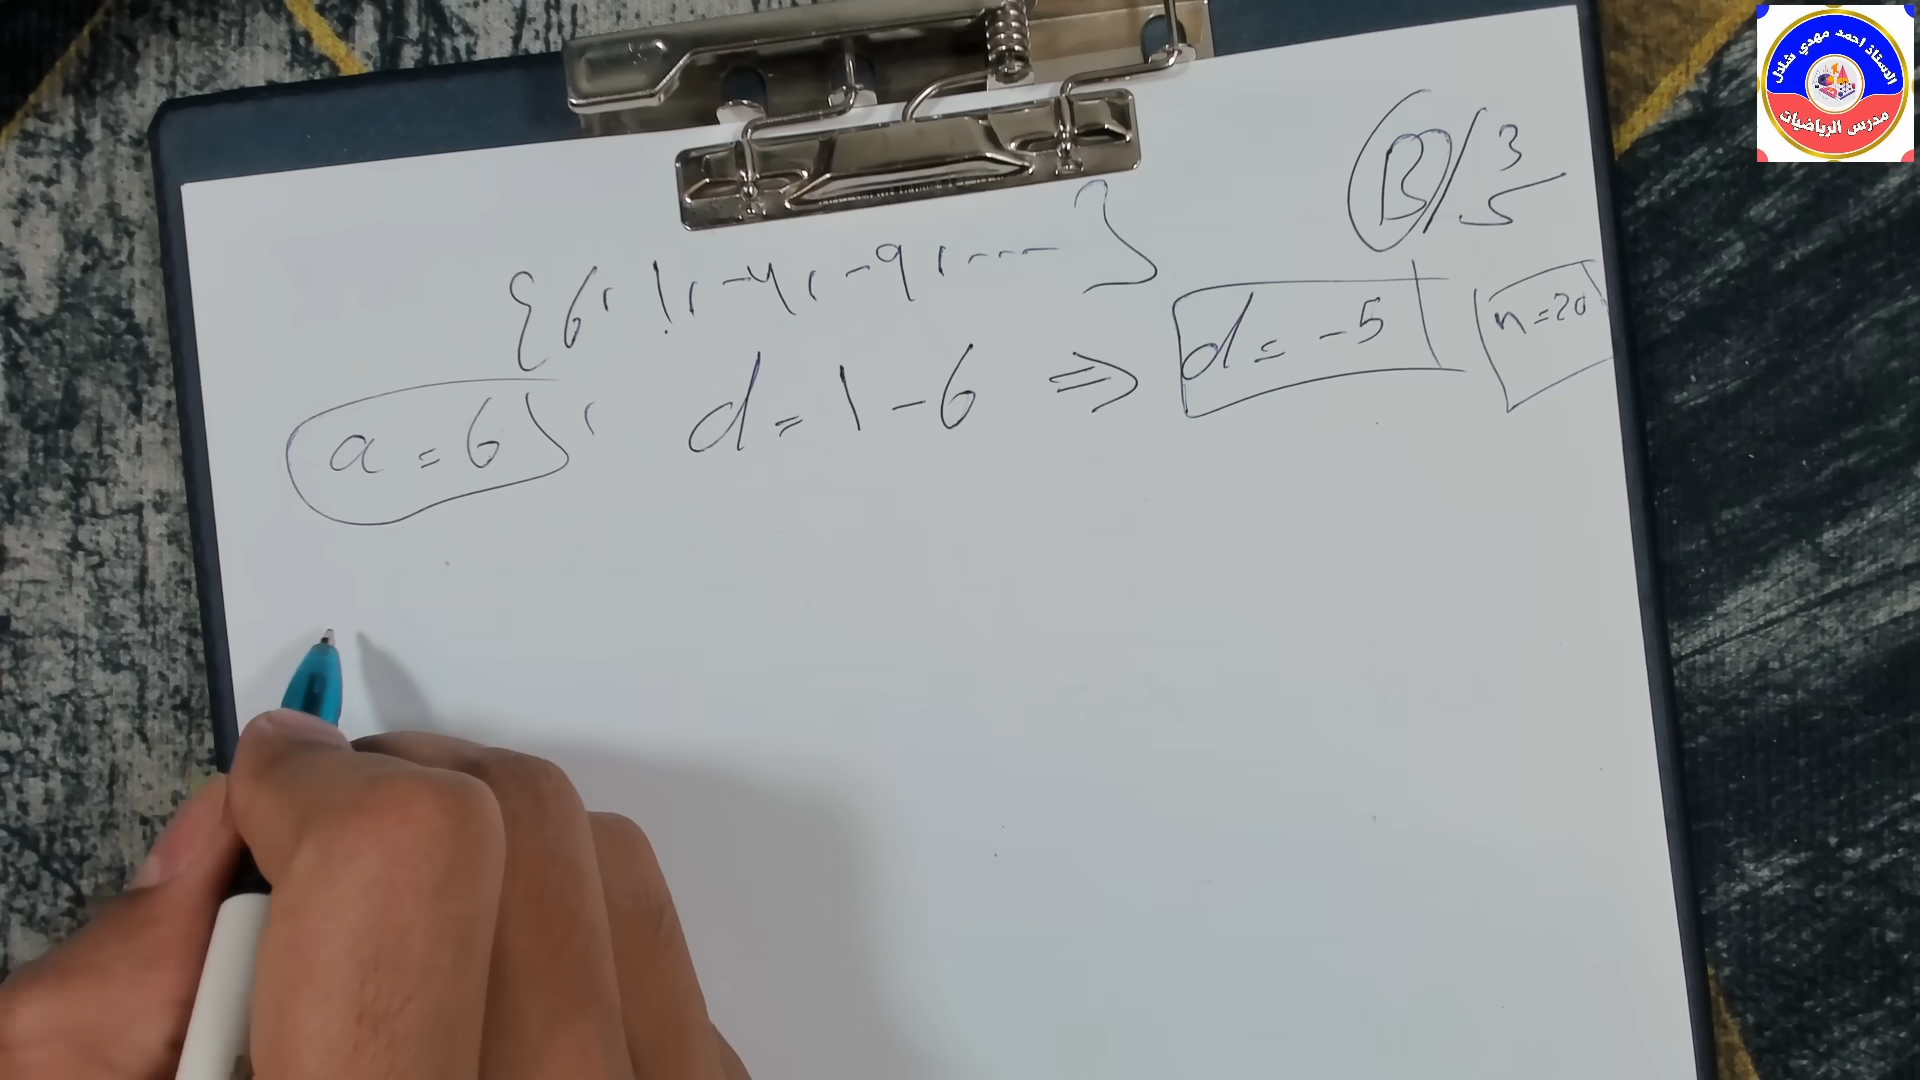 الاستاذ احمد مهدي شلال
مدرس الرياضيات
B/ 3/5
{6, 1, -4, -9, ....}
a = 6, d = 1 - 6 ⇒ d = -5 n = 20